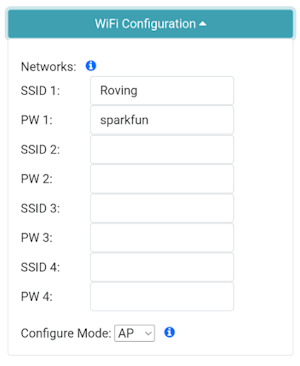 WiFi Configuration
Networks:
SSID 1: Roving
PW 1: sparkfun
SSID 2:
PW 2:
SSID 3:
PW 3:
SSID 4:
PW 4:
Configure Mode: AP